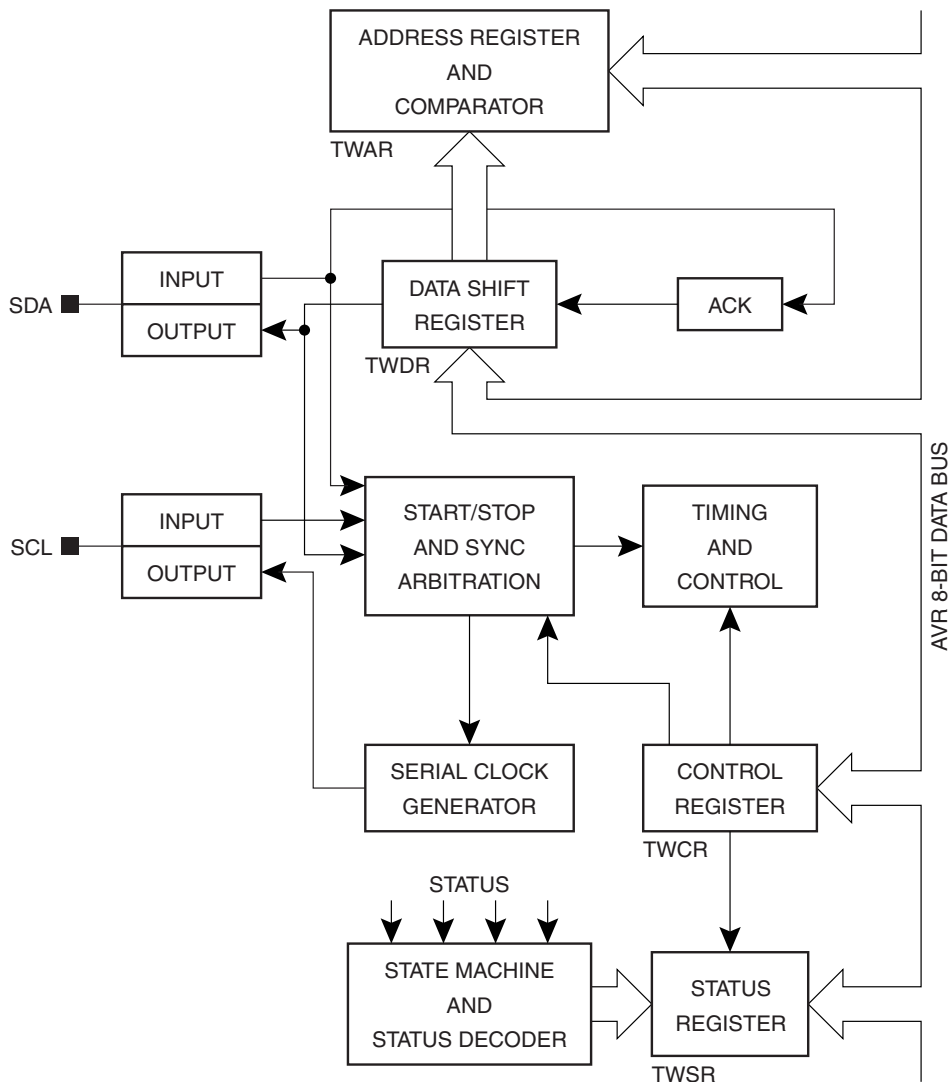 ADDRESS REGISTER
AND
COMPARATOR
TWAR
INPUT
SDA
OUTPUT
DATA SHIFT
REGISTER
TWDR
ACK
INPUT
SCL
OUTPUT
START/STOP
AND SYNC
ARBITRATION
TIMING
AND
CONTROL
AVR 8-BIT DATA BUS
SERIAL CLOCK
GENERATOR
CONTROL
REGISTER
TWCR
STATUS
STATE MACHINE
AND
STATUS DECODER
STATUS
REGISTER
TWSR